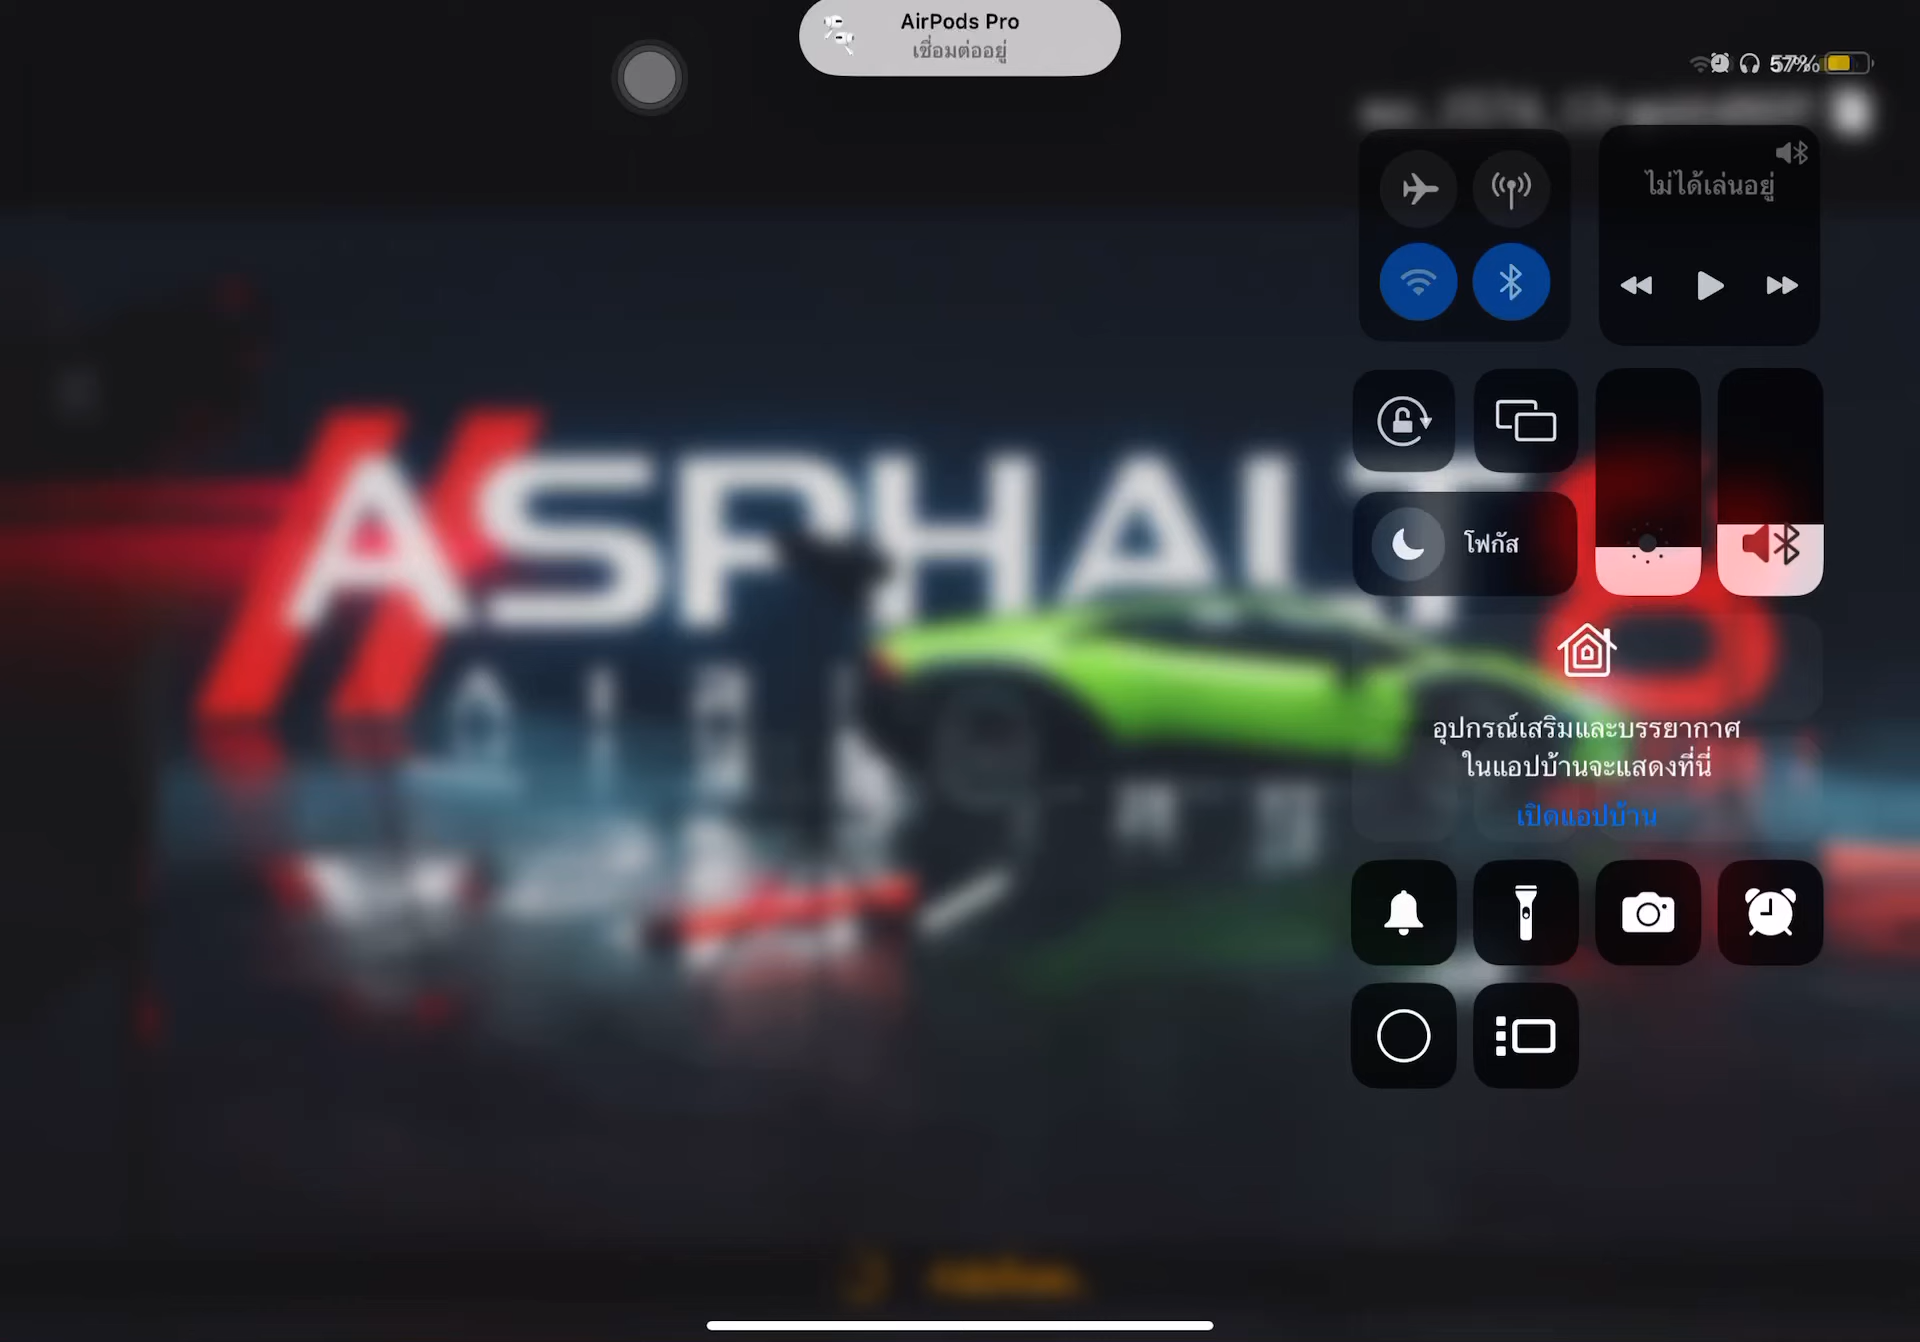 AirPods Pro
เชื่อมต่ออยู่
57%
ไม่ได้เล่นอยู่
โฟกัส
ASPHALT 8
AIRBORNE
อุปกรณ์เสริมและบรรยากาศ
ในแอปบ้านจะแสดงที่นี่
เปิดแอปบ้าน